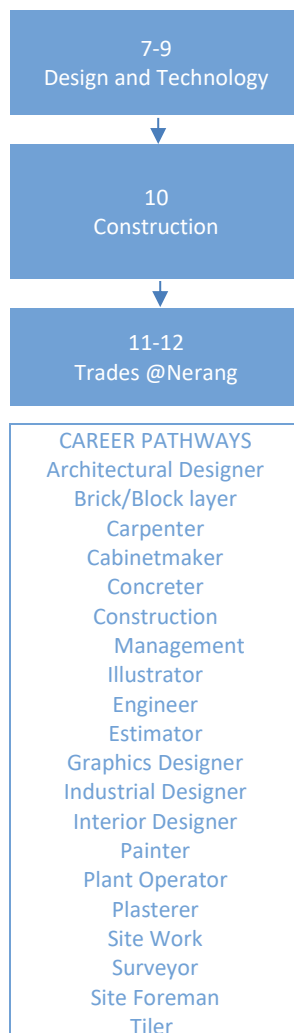 7-9
Design and Technology
10
Construction
11-12
Trades @Nerang
CAREER PATHWAYS
Architectural Designer
Brick/Block layer
Carpenter
Cabinetmaker
Concreter
Construction
Management
Illustrator
Engineer
Estimator
Graphics Designer
Industrial Designer
Interior Designer
Painter
Plant Operator
Plasterer
Site Work
Surveyor
Site Foreman
Tiler